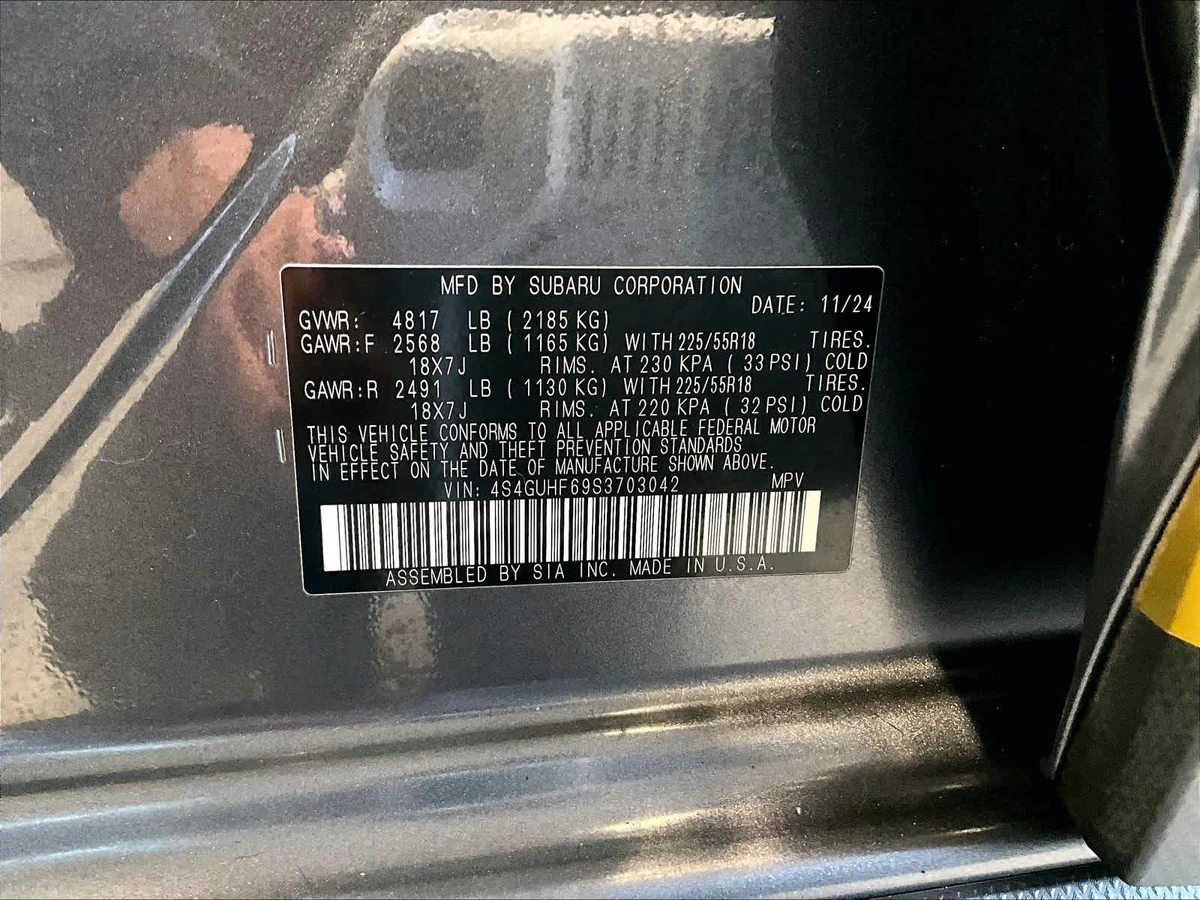 MFD BY SUBARU CORPORATION
DATE: 11/24
GVWR: 4817 LB (2185 KG)
GAWR:F 2568 LB (1165 KG) WITH 225/55R18 TIRES.
18X7J RIMS. AT 230 KPA (33 PSI) COLD
GAWR:R 2491 LB (1130 KG) WITH 225/55R18 TIRES.
18X7J RIMS. AT 220 KPA (32 PSI) COLD
THIS VEHICLE CONFORMS TO ALL APPLICABLE FEDERAL MOTOR
VEHICLE SAFETY AND THEFT PREVENTION STANDARDS
IN EFFECT ON THE DATE OF MANUFACTURE SHOWN ABOVE.
VIN: 4S4GUHF69S3703042 MPV
ASSEMBLED BY SIA INC. MADE IN U.S.A.